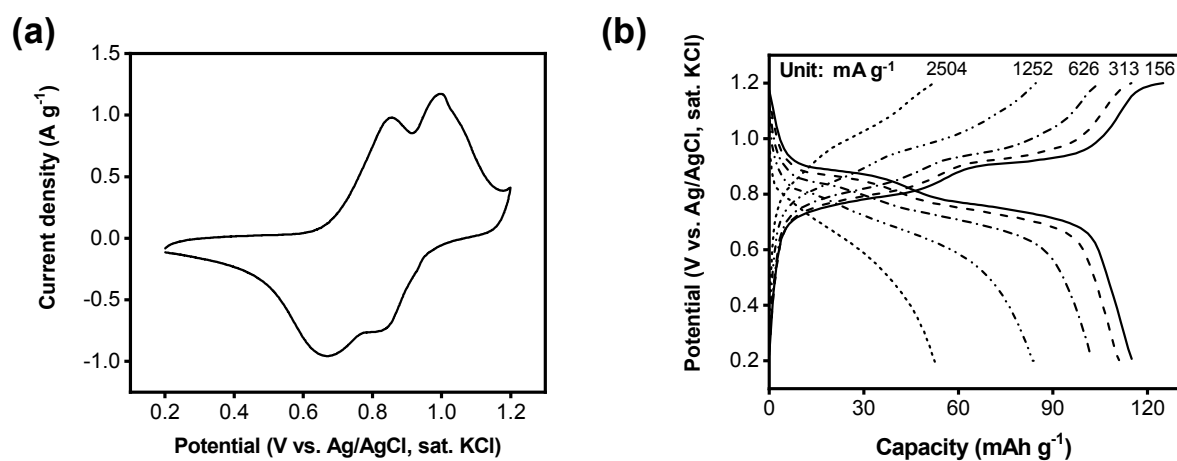 (a)
1.5
1.0
0.5
0.0
-0.5
-1.0
Current density (A g⁻¹)
0.2 0.4 0.6 0.8 1.0 1.2
Potential (V vs. Ag/AgCl, sat. KCl)
(b)
Unit: mA g⁻¹ 2504 1252 626 313 156
1.2
1.0
0.8
0.6
0.4
0.2
Potential (V vs. Ag/AgCl, sat. KCl)
0 30 60 90 120
Capacity (mAh g⁻¹)